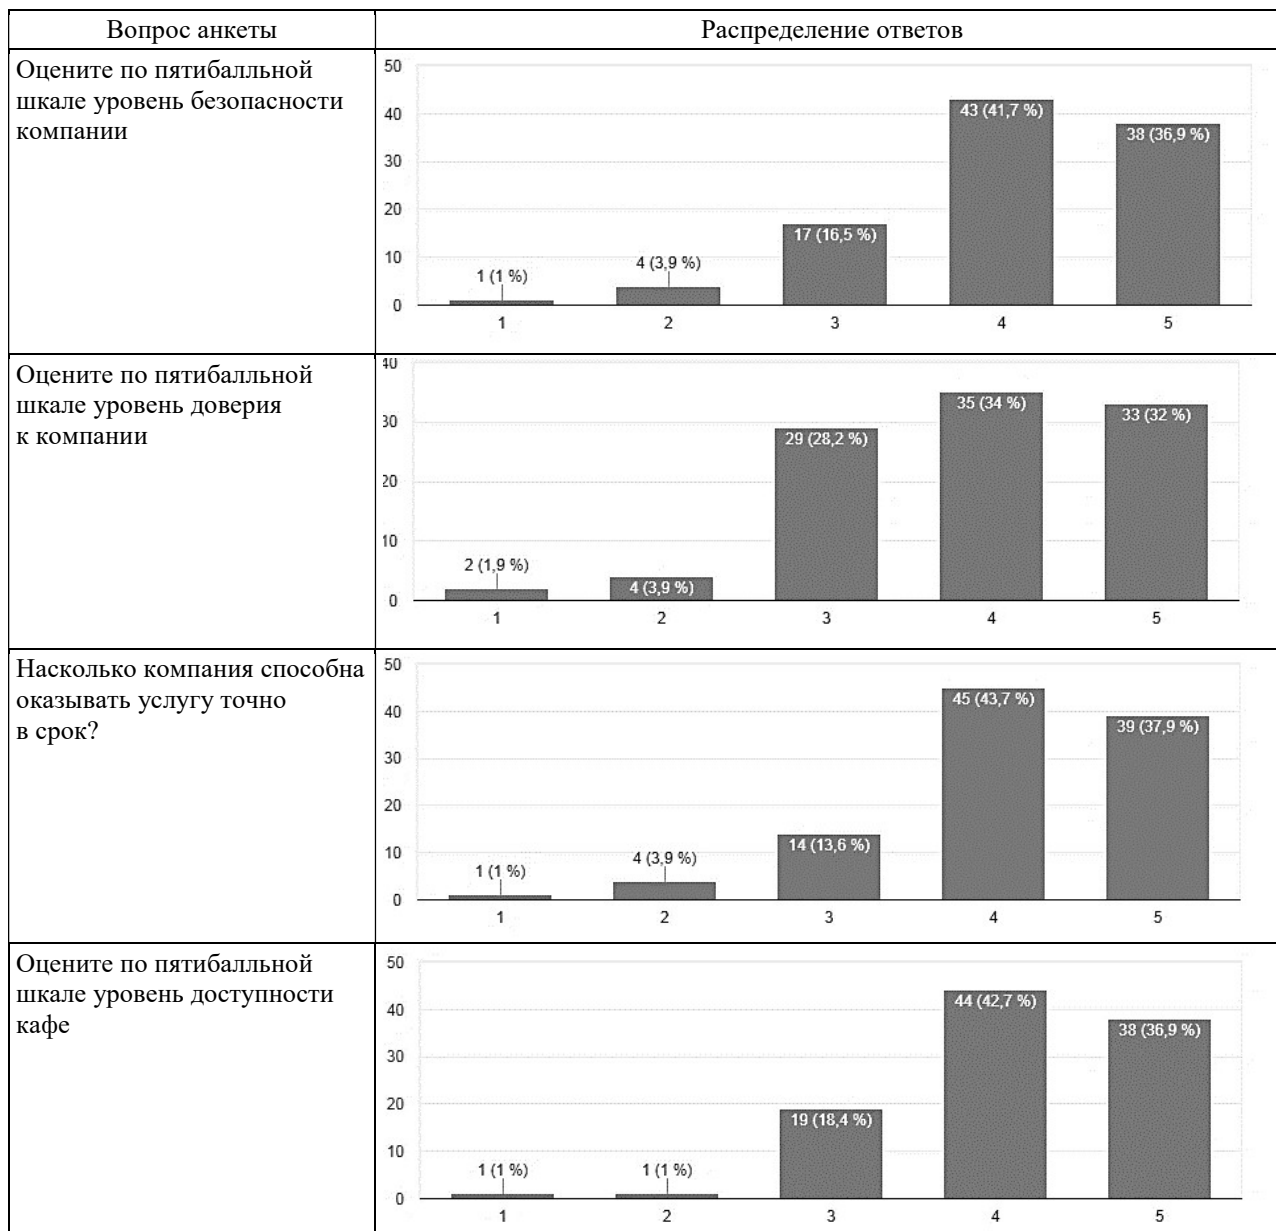 Вопрос анкеты
Распределение ответов
Оцените по пятибалльной
шкале уровень безопасности
компании
50
40
30
20
10
0
1 (1 %)
4 (3,9 %)
17 (16,5 %)
43 (41,7 %)
38 (36,9 %)
1 2 3 4 5
Оцените по пятибалльной
шкале уровень доверия
к компании
40
30
20
10
0
2 (1,9 %)
4 (3,9 %)
29 (28,2 %)
35 (34 %)
33 (32 %)
1 2 3 4 5
Насколько компания способна
оказывать услугу точно
в срок?
50
40
30
20
10
0
1 (1 %)
4 (3,9 %)
14 (13,6 %)
45 (43,7 %)
39 (37,9 %)
1 2 3 4 5
Оцените по пятибалльной
шкале уровень доступности
кафе
50
40
30
20
10
0
1 (1 %)
1 (1 %)
19 (18,4 %)
44 (42,7 %)
38 (36,9 %)
1 2 3 4 5